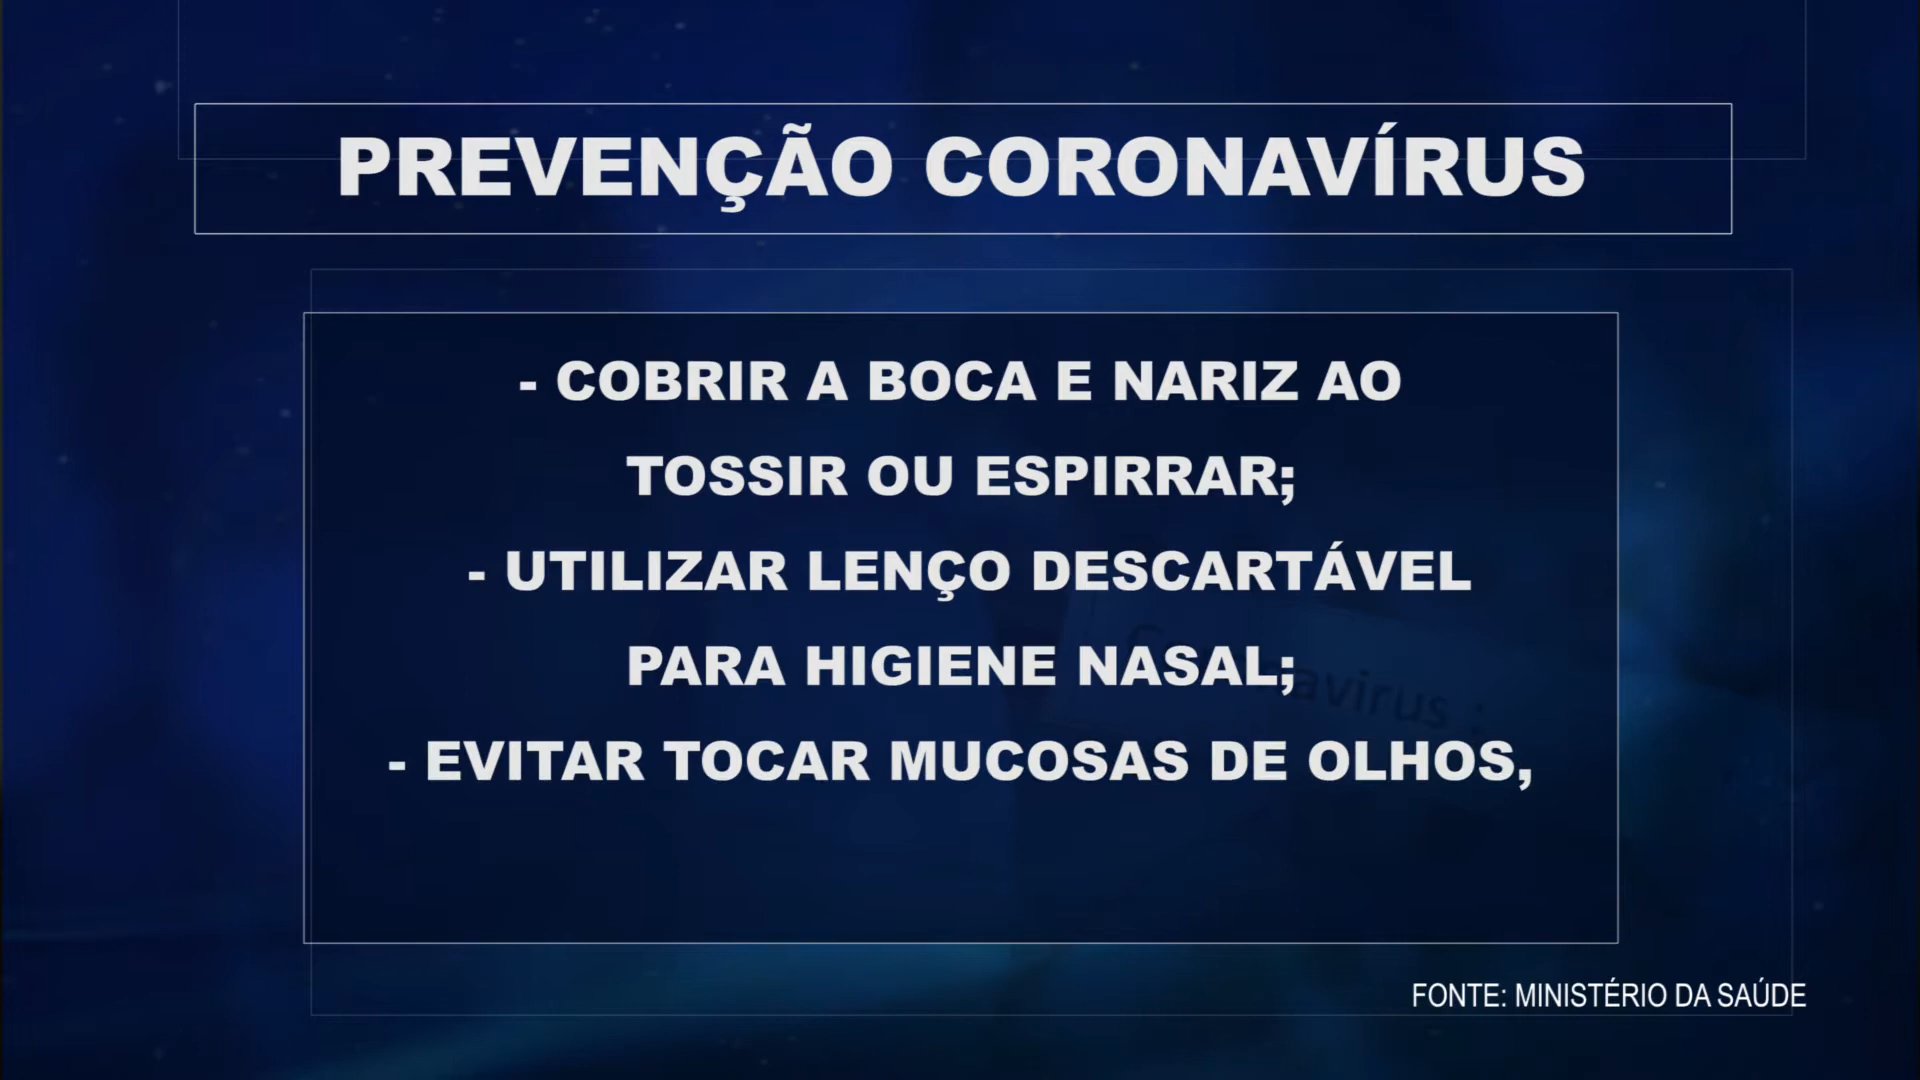 PREVENÇÃO CORONAVÍRUS
- COBRIR A BOCA E NARIZ AO
TOSSIR OU ESPIRRAR;
- UTILIZAR LENÇO DESCARTÁVEL
PARA HIGIENE NASAL;
- EVITAR TOCAR MUCOSAS DE OLHOS,
FONTE: MINISTÉRIO DA SAÚDE